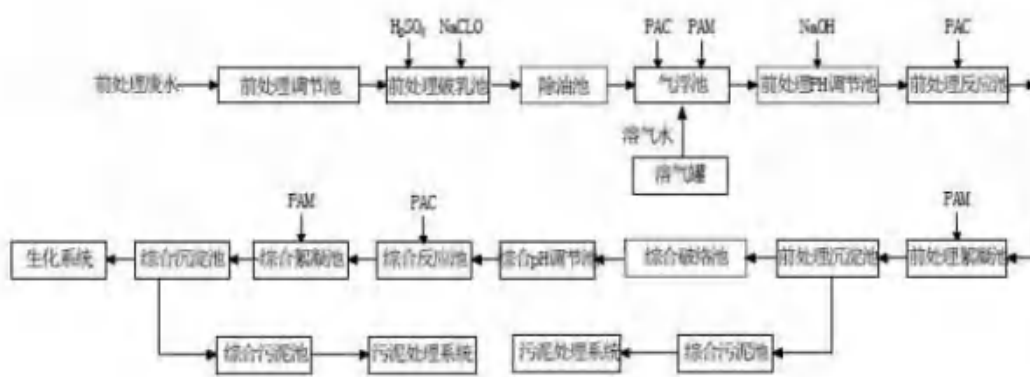 H₂SO₄ NaCLO PAC PAM NaOH PAC
前处理废水 前处理调节池 前处理破乳池 除油池 气浮池 前处理PH调节池 前处理反应池
溶气水
溶气罐
PAM PAC PAM
生化系统 综合沉淀池 综合絮凝池 综合反应池 综合pH调节池 综合破络池 前处理沉淀池 前处理絮凝池
综合污泥池 污泥处理系统 污泥处理系统 综合污泥池